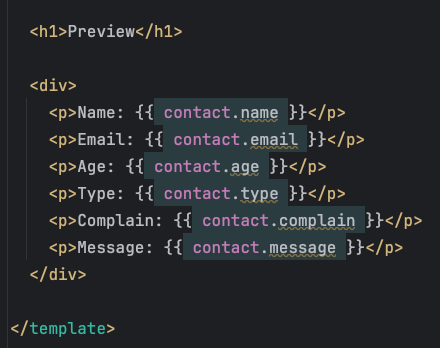 <h1>Preview</h1>
<div>
<p>Name: {{ contact.name }}</p>
<p>Email: {{ contact.email }}</p>
<p>Age: {{ contact.age }}</p>
<p>Type: {{ contact.type }}</p>
<p>Complain: {{ contact.complain }}</p>
<p>Message: {{ contact.message }}</p>
</div>
</template>